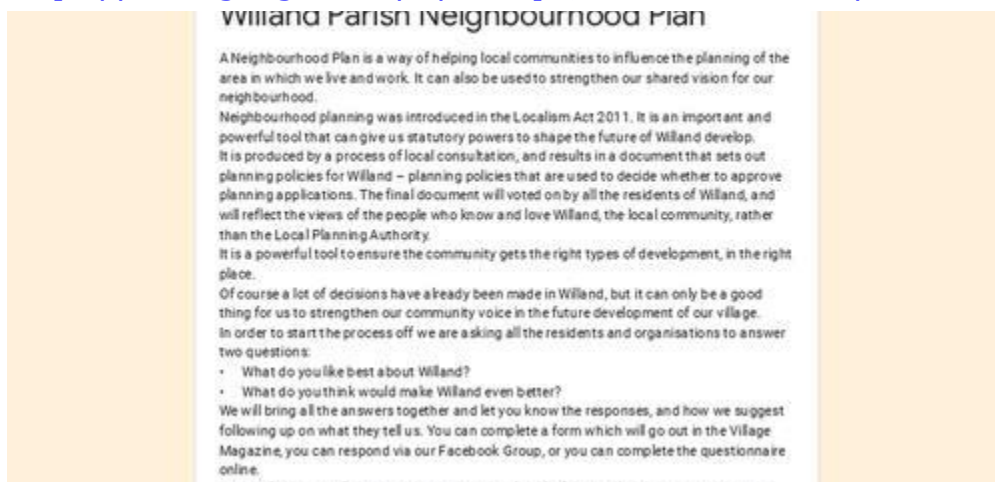 Willand Parish Neighbourhood Plan
A Neighbourhood Plan is a way of helping local communities to influence the planning of the
area in which we live and work. It can also be used to strengthen our shared vision for our
neighbourhood.
Neighbourhood planning was introduced in the Localism Act 2011. It is an important and
powerful tool that can give us statutory powers to shape the future of Willand develop.
It is produced by a process of local consultation, and results in a document that sets out
planning policies for Willand – planning policies that are used to decide whether to approve
planning applications. The final document will voted on by all the residents of Willand, and
will reflect the views of the people who know and love Willand, the local community, rather
than the Local Planning Authority.
It is a powerful tool to ensure the community gets the right types of development, in the right
place.
Of course a lot of decisions have already been made in Willand, but it can only be a good
thing for us to strengthen our community voice in the future development of our village.
In order to start the process off we are asking all the residents and organisations to answer
two questions:
• What do you like best about Willand?
• What do you think would make Willand even better?
We will bring all the answers together and let you know the responses, and how we suggest
following up on what they tell us. You can complete a form which will go out in the Village
Magazine, you can respond via our Facebook Group, or you can complete the questionnaire
online.